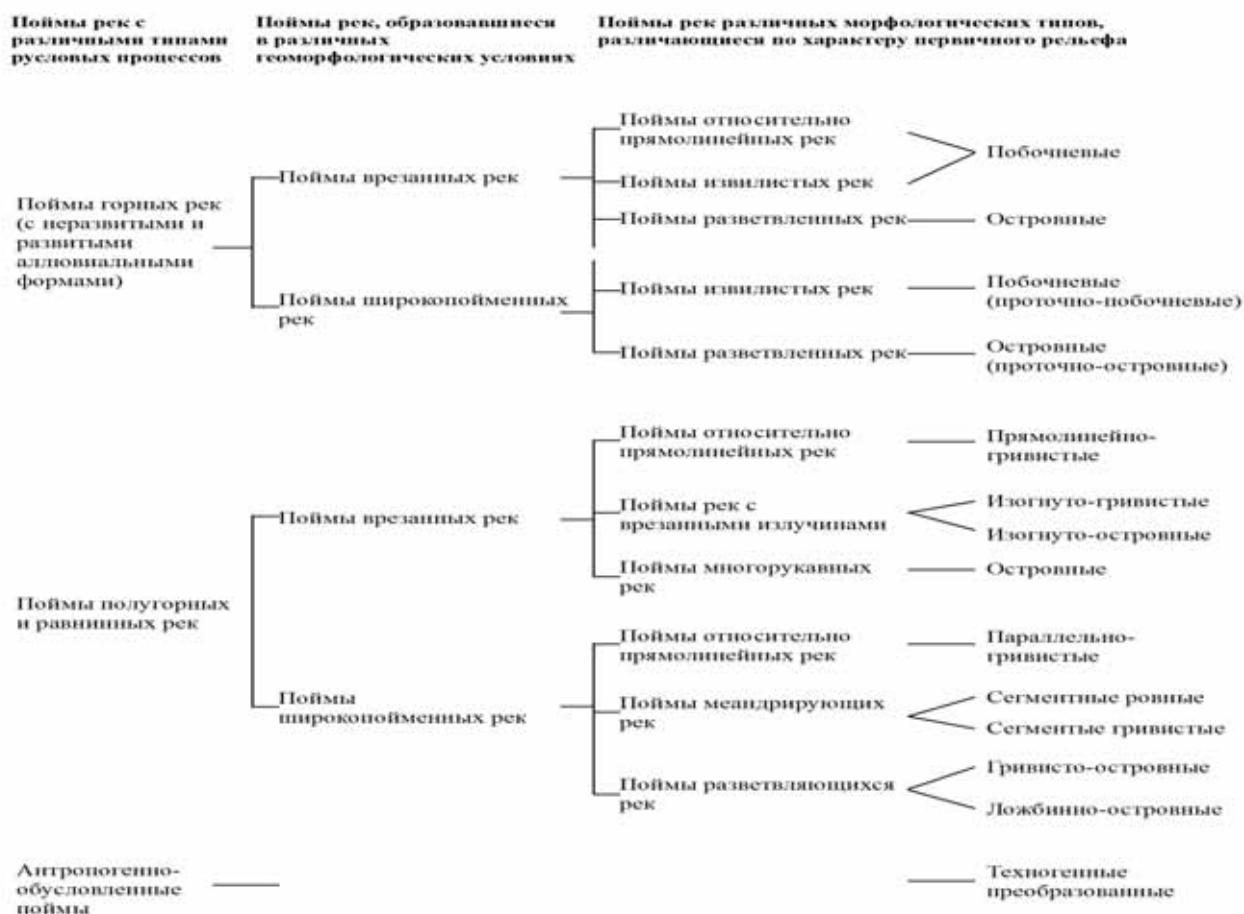 Поймы рек с
различными типами
русловых процессов
Поймы рек, образовавшиеся
в различных
геоморфологических условиях
Поймы рек различных морфологических типов,
различающиеся по характеру первичного рельефа
Поймы горных рек
(с неразвитыми и
развитыми
аллювиальными
формами)
Поймы врезанных рек
Поймы относительно
прямолинейных рек
Поймы извилистых рек
Побочневые
Поймы разветвленных рек
Островные
Поймы широкопойменных
рек
Поймы извилистых рек
Побочневые
(проточно-побочневые)
Поймы разветвленных рек
Островные
(проточно-островные)
Поймы полугорных
и равнинных рек
Поймы врезанных рек
Поймы относительно
прямолинейных рек
Прямолинейно-
гривистые
Поймы рек с
врезанными излучинами
Изогнуто-гривистые
Изогнуто-островные
Поймы многорукавных
рек
Островные
Поймы
широкопойменных рек
Поймы относительно
прямолинейных рек
Параллельно-
гривистые
Поймы меандрирующих
рек
Сегментные ровные
Сегментые гривистые
Поймы разветвляющихся
рек
Гривисто-островные
Ложбинно-островные
Антропогенно-
обусловленные
поймы
Техногенные
преобразованные